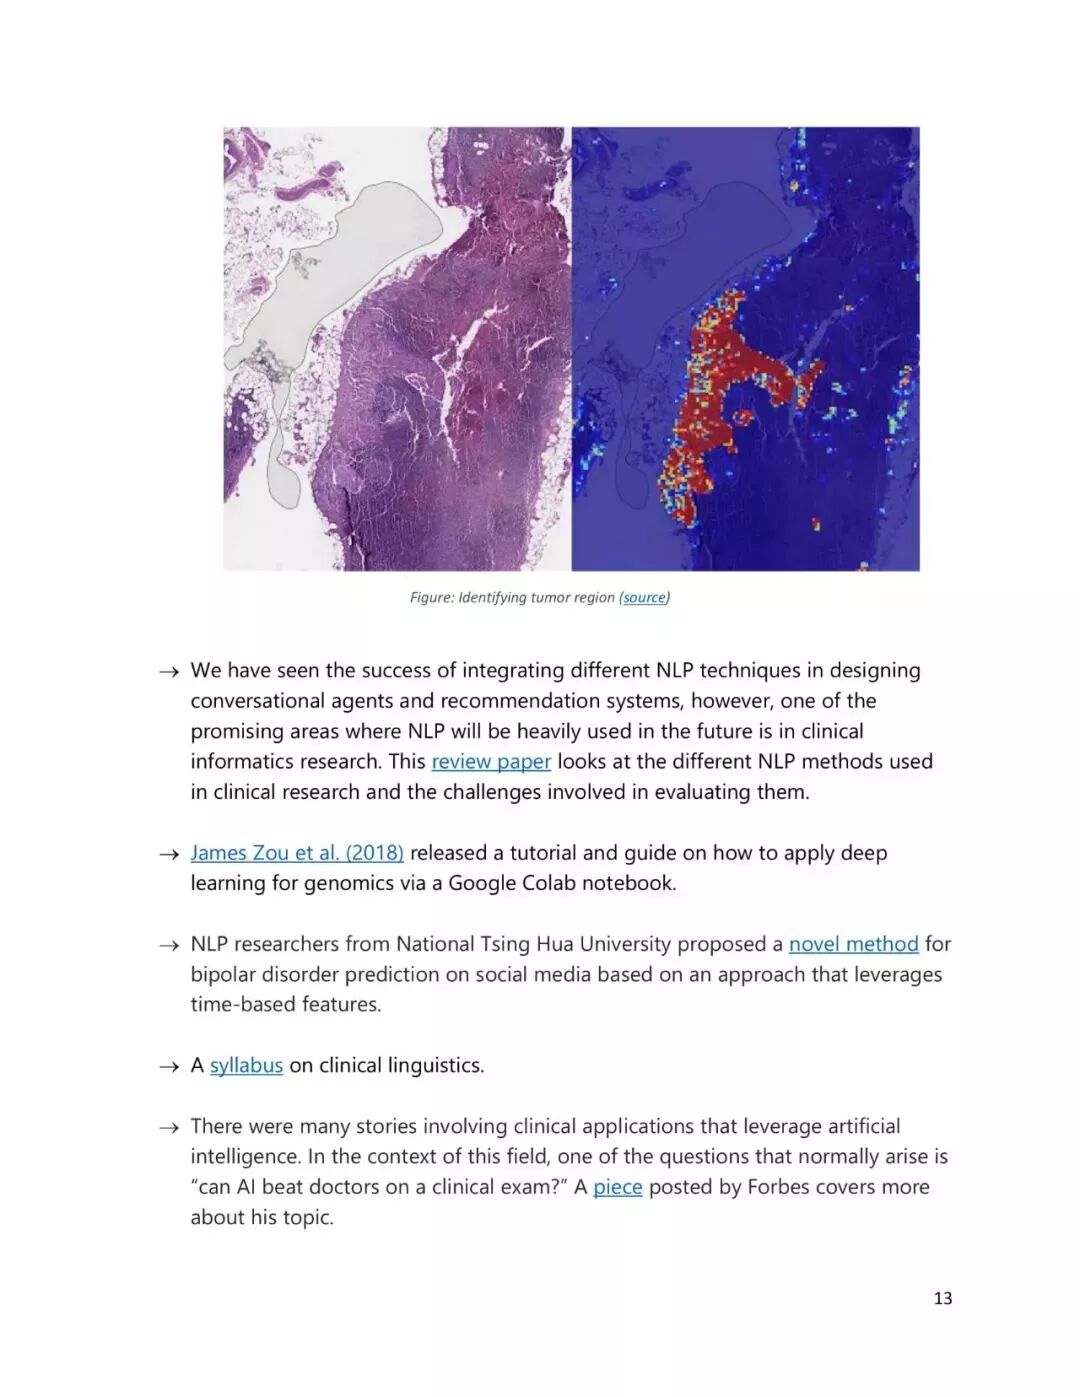 Figure: Identifying tumor region (source)
→ We have seen the success of integrating different NLP techniques in designing
conversational agents and recommendation systems, however, one of the
promising areas where NLP will be heavily used in the future is in clinical
informatics research. This review paper looks at the different NLP methods used
in clinical research and the challenges involved in evaluating them.
→ James Zou et al. (2018) released a tutorial and guide on how to apply deep
learning for genomics via a Google Colab notebook.
→ NLP researchers from National Tsing Hua University proposed a novel method for
bipolar disorder prediction on social media based on an approach that leverages
time-based features.
→ A syllabus on clinical linguistics.
→ There were many stories involving clinical applications that leverage artificial
intelligence. In the context of this field, one of the questions that normally arise is
“can AI beat doctors on a clinical exam?” A piece posted by Forbes covers more
about his topic.
13